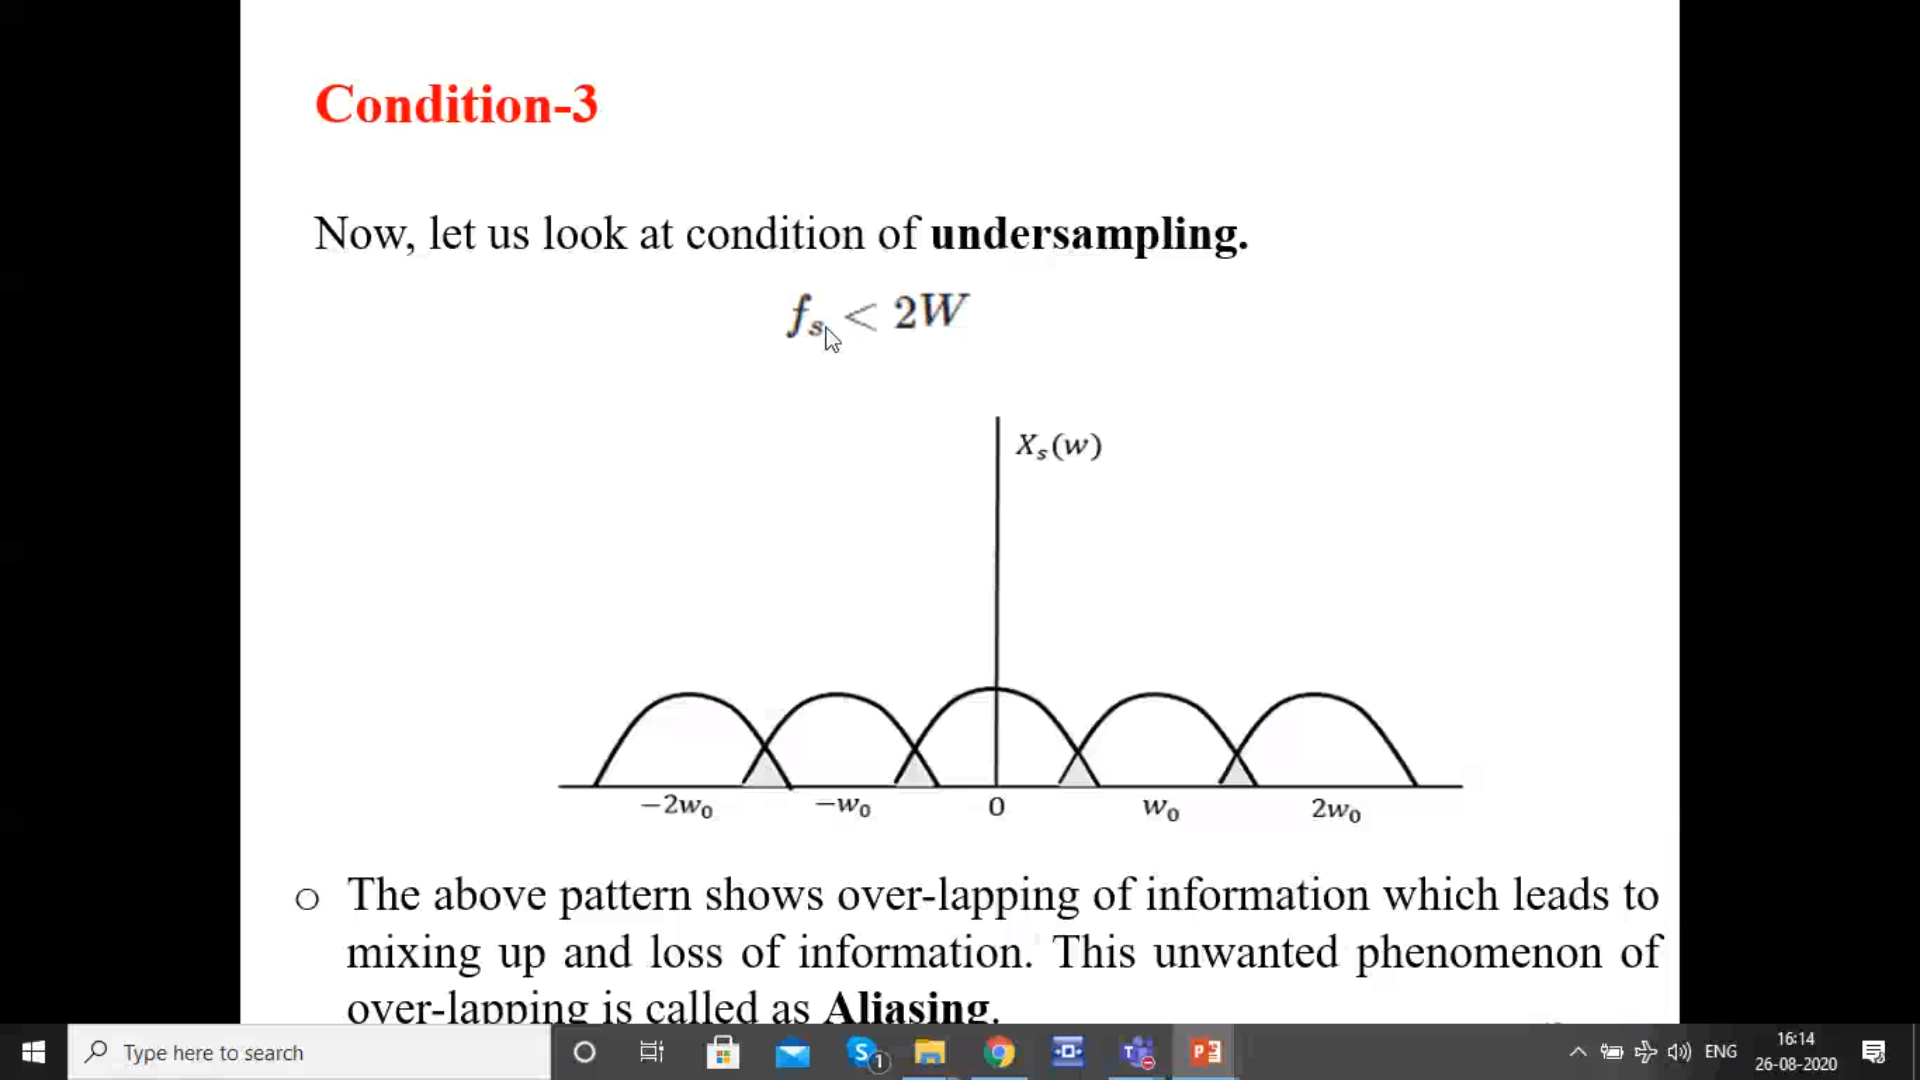 Condition-3
Now, let us look at condition of undersampling.
fₛ < 2W
Xₛ(w)
−2w₀ −w₀ 0 w₀ 2w₀
o The above pattern shows over-lapping of information which leads to
mixing up and loss of information. This unwanted phenomenon of
over-lapping is called as Aliasing.
Type here to search
S 1
T
P
ENG
16:14
26-08-2020